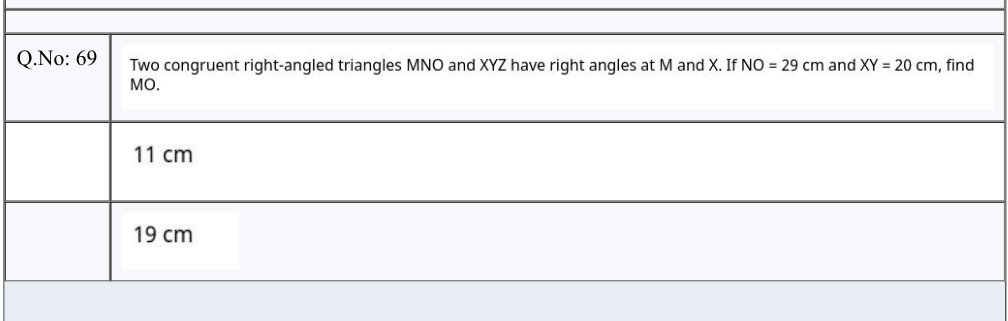 Q.No: 69
Two congruent right-angled triangles MNO and XYZ have right angles at M and X. If NO = 29 cm and XY = 20 cm, find
MO.
11 cm
19 cm